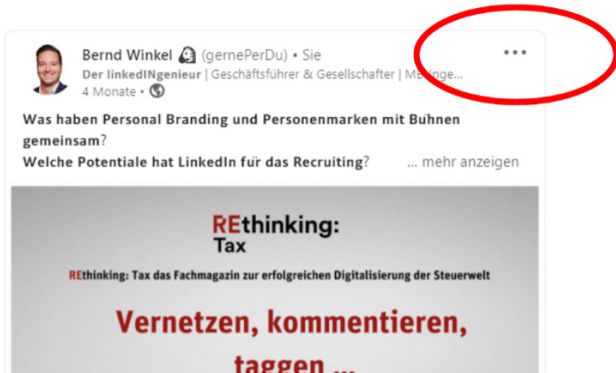 Bernd Winkel (gernePerDu) • Sie
Der linkedINgenieur | Geschäftsführer & Gesellschafter | MBInge...
4 Monate •
Was haben Personal Branding und Personenmarken mit Bühnen
gemeinsam?
Welche Potentiale hat LinkedIn für das Recruiting? ... mehr anzeigen
REthinking:
Tax
REthinking: Tax das Fachmagazin zur erfolgreichen Digitalisierung der Steuerwelt
Vernetzen, kommentieren,
taggen ...